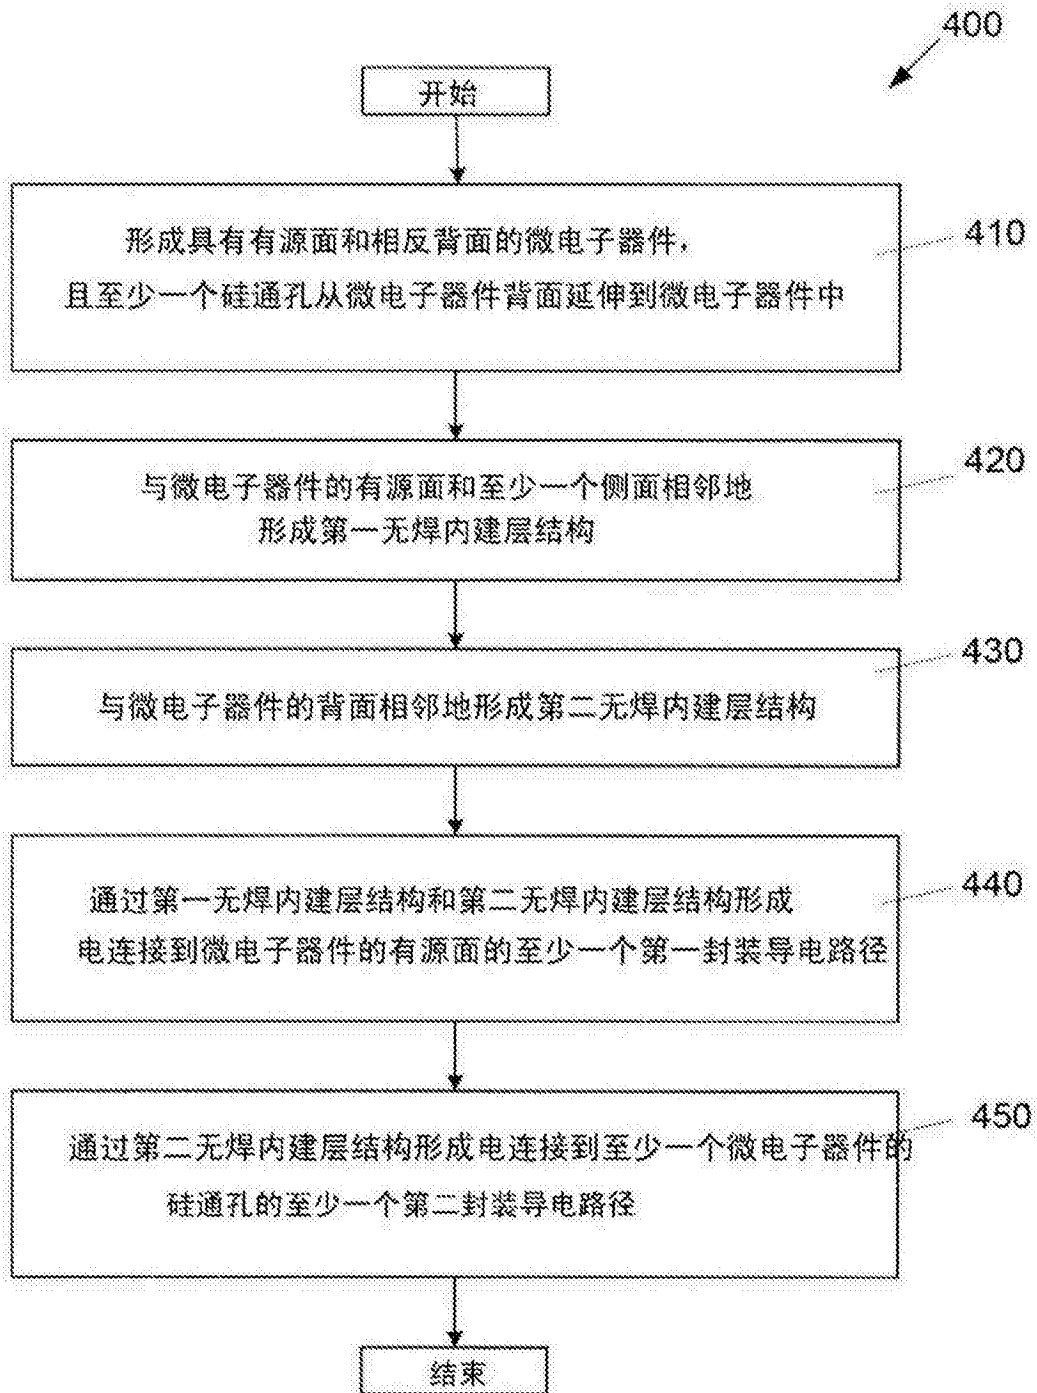 400
开始
形成具有有源面和相反背面的微电子器件，
且至少一个硅通孔从微电子器件背面延伸到微电子器件中
410
与微电子器件的有源面和至少一个侧面相邻地
形成第一无焊内建层结构
420
与微电子器件的背面相邻地形成第二无焊内建层结构
430
通过第一无焊内建层结构和第二无焊内建层结构形成
电连接到微电子器件的有源面的至少一个第一封装导电路径
440
通过第二无焊内建层结构形成电连接到至少一个微电子器件的
硅通孔的至少一个第二封装导电路径
450
结束